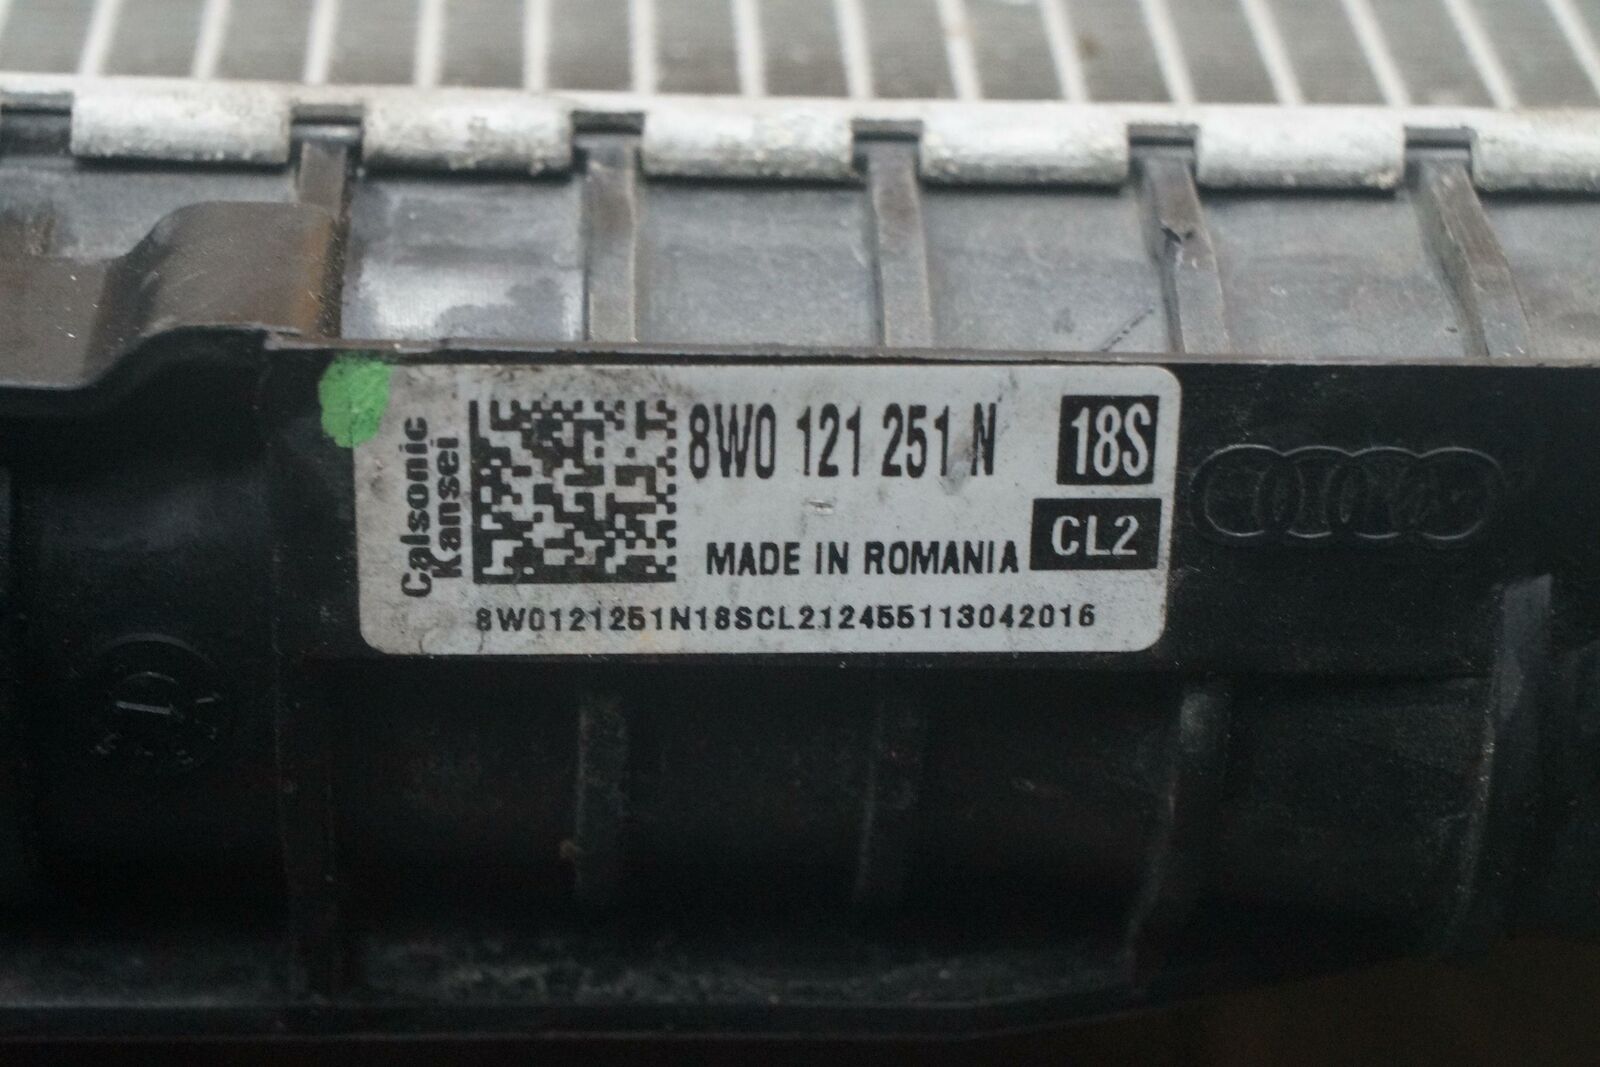 Calsonic
Kansei
8W0 121 251 N
18S
CL2
MADE IN ROMANIA
8W0121251N18SCL212455113042016